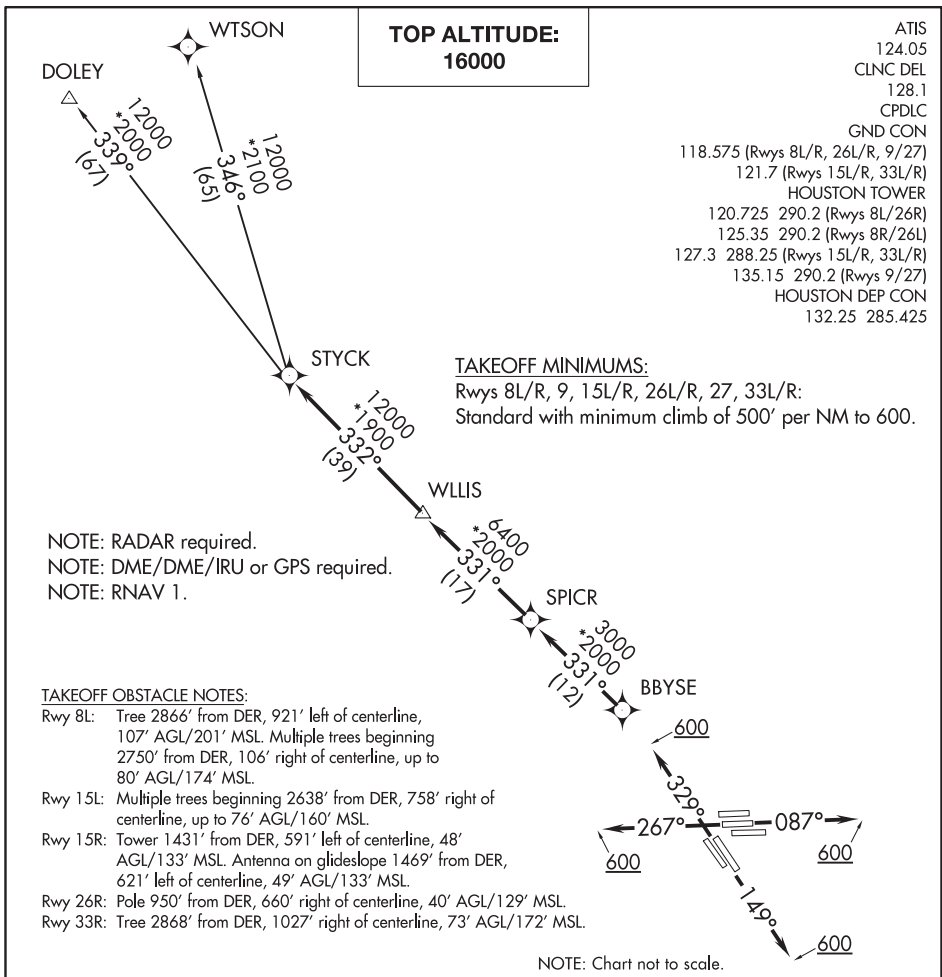 TOP ALTITUDE:
16000
ATIS
124.05
CLNC DEL
128.1
CPDLC
GND CON
118.575 (Rwys 8L/R, 26L/R, 9/27)
121.7 (Rwys 15L/R, 33L/R)
HOUSTON TOWER
120.725 290.2 (Rwys 8L/26R)
125.35 290.2 (Rwys 8R/26L)
127.3 288.25 (Rwys 15L/R, 33L/R)
135.15 290.2 (Rwys 9/27)
HOUSTON DEP CON
132.25 285.425
WTSON
DOLEY
12000
*2000
339°
(67)
12000
*2100
346°
(65)
STYCK
TAKEOFF MINIMUMS:
Rwys 8L/R, 9, 15L/R, 26L/R, 27, 33L/R:
Standard with minimum climb of 500' per NM to 600.
12000
*1900
332°
(39)
WLLIS
NOTE: RADAR required.
NOTE: DME/DME/IRU or GPS required.
NOTE: RNAV 1.
6400
*2000
331°
(17)
SPICR
3000
*2000
331°
(12)
BBYSE
600
329°
267°
087°
600
600
149°
600
TAKEOFF OBSTACLE NOTES:
Rwy 8L: Tree 2866' from DER, 921' left of centerline,
107' AGL/201' MSL. Multiple trees beginning
2750' from DER, 106' right of centerline, up to
80' AGL/174' MSL.
Rwy 15L: Multiple trees beginning 2638' from DER, 758' right of
centerline, up to 76' AGL/160' MSL.
Rwy 15R: Tower 1431' from DER, 591' left of centerline, 48'
AGL/133' MSL. Antenna on glideslope 1469' from DER,
621' left of centerline, 49' AGL/133' MSL.
Rwy 26R: Pole 950' from DER, 660' right of centerline, 40' AGL/129' MSL.
Rwy 33R: Tree 2868' from DER, 1027' right of centerline, 73' AGL/172' MSL.
NOTE: Chart not to scale.